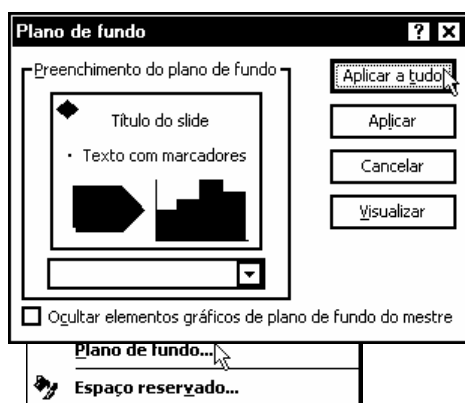 Plano de fundo
Preenchimento do plano de fundo
Título do slide
• Texto com marcadores
Aplicar a tudo
Aplicar
Cancelar
Visualizar
Ocultar elementos gráficos de plano de fundo do mestre
Plano de fundo...
Espaço reservado...